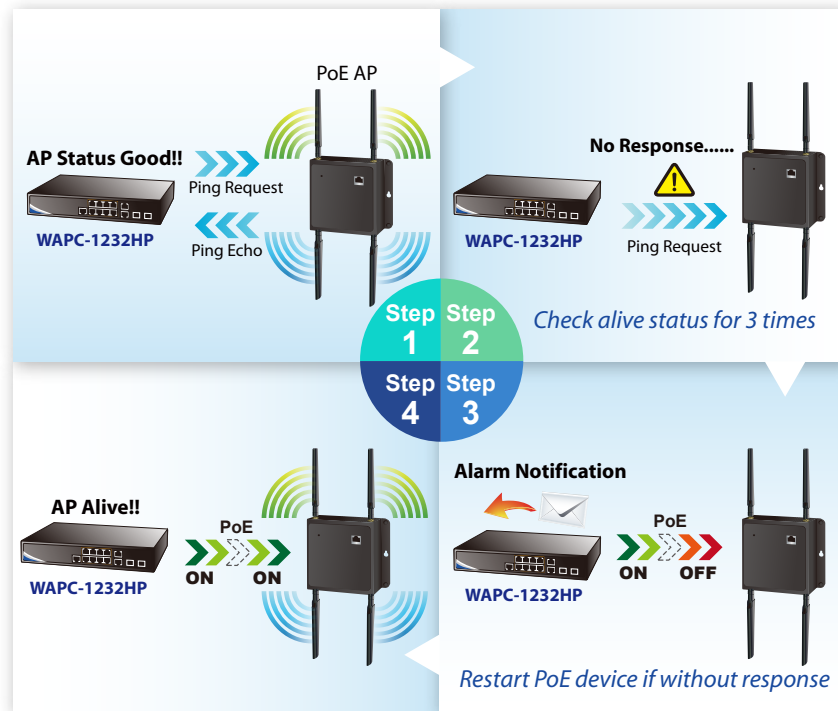 PoE AP
AP Status Good!!
Ping Request
WAPC-1232HP
Ping Echo
No Response......
WAPC-1232HP
Ping Request
Check alive status for 3 times
Step
1
Step
2
Step
4
Step
3
Alarm Notification
PoE
ON
OFF
WAPC-1232HP
Restart PoE device if without response
AP Alive!!
PoE
ON
ON
WAPC-1232HP